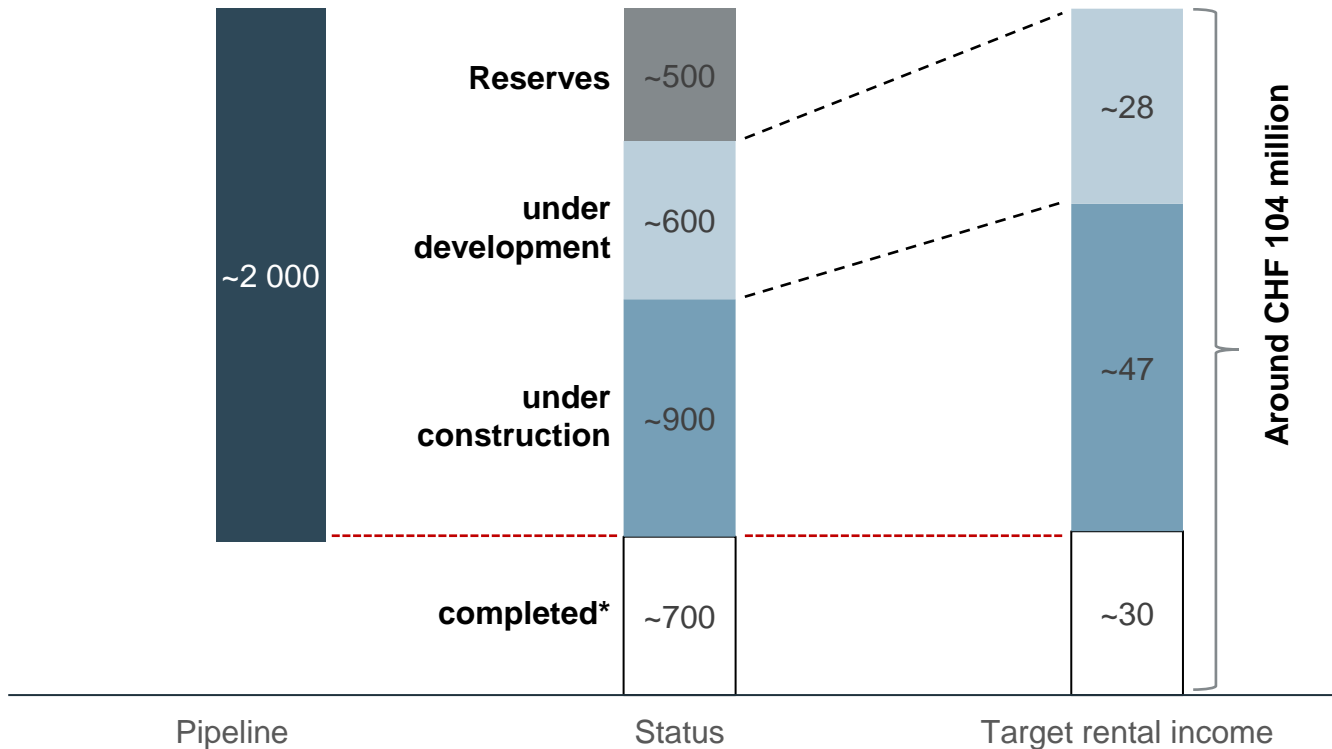 Reserves
~500
~28
under
development
~600
~2 000
Around CHF 104 million
~47
under
construction
~900
completed*
~700
~30
Pipeline
Status
Target rental income